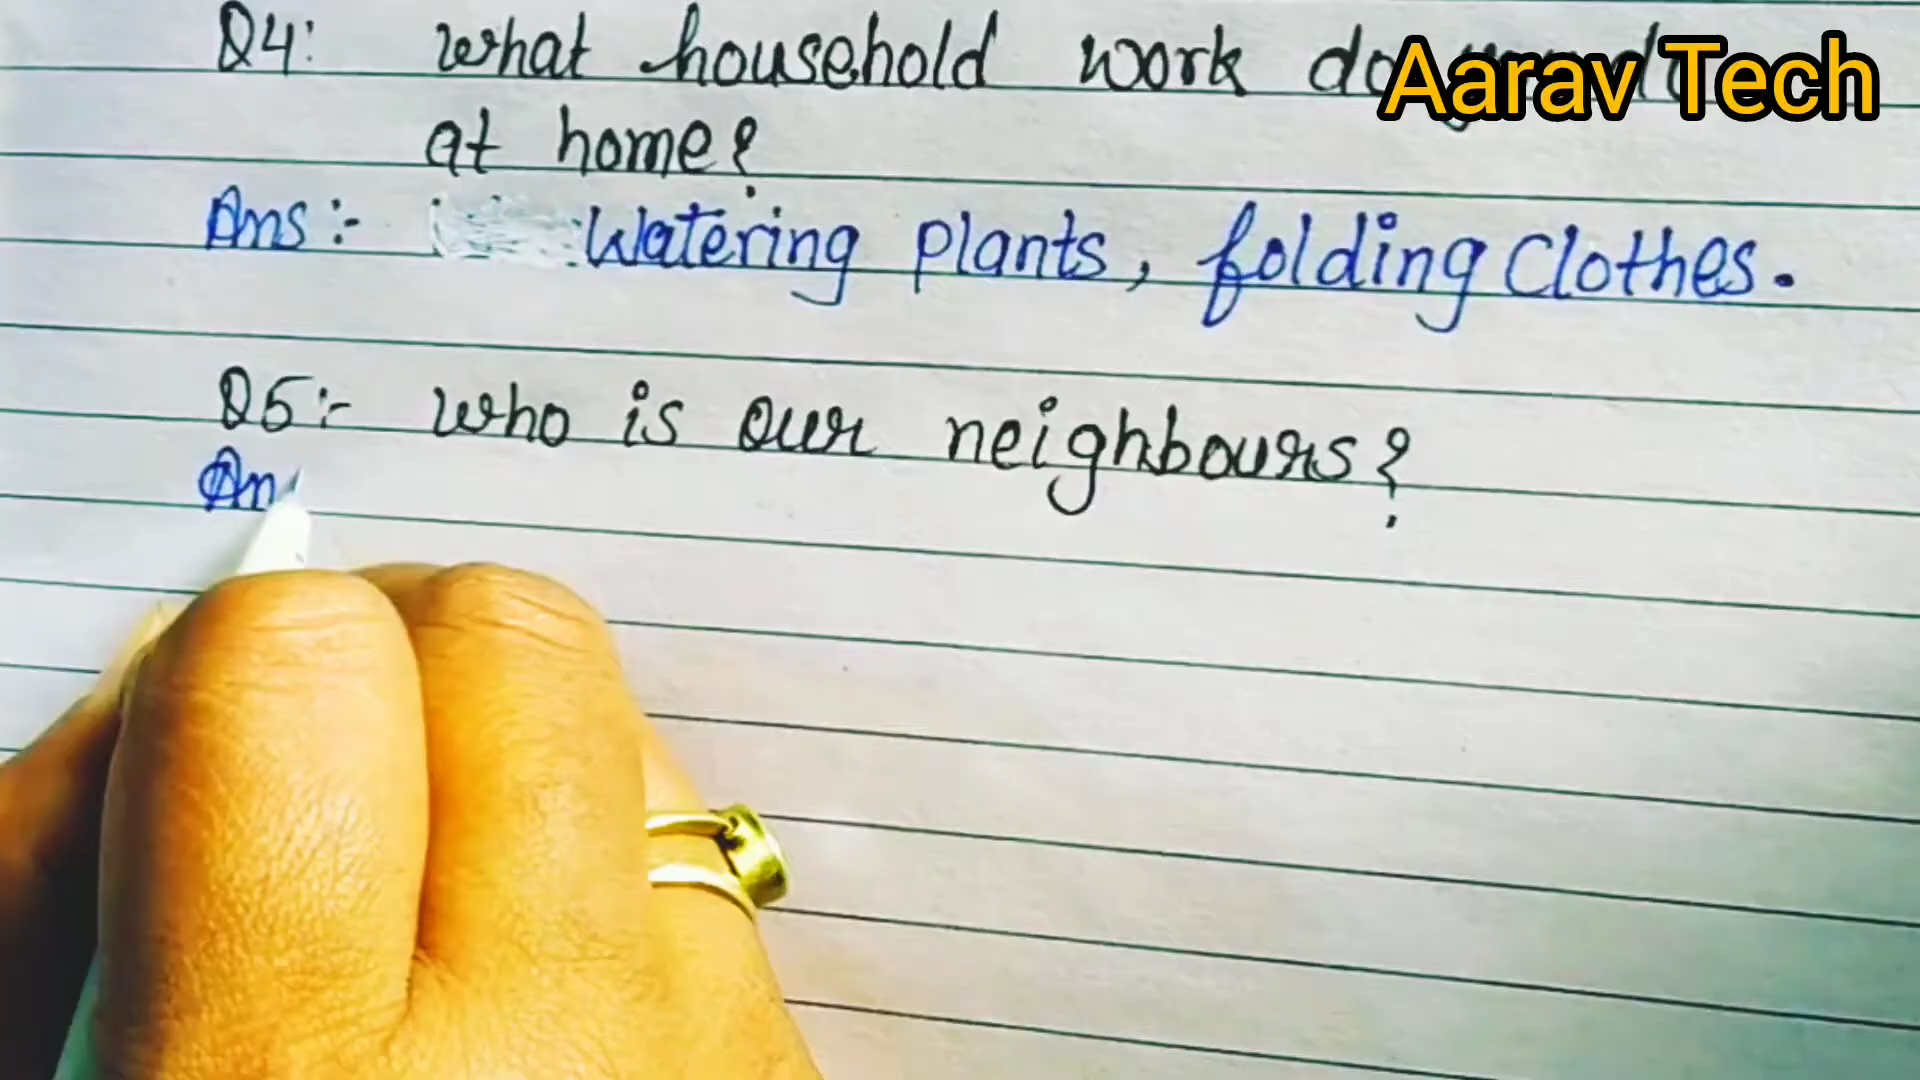 Q4: What household work do
Aarav Tech
at home?
Ans:- Watering plants, folding Clothes.
Q5:- Who is our neighbours?
An